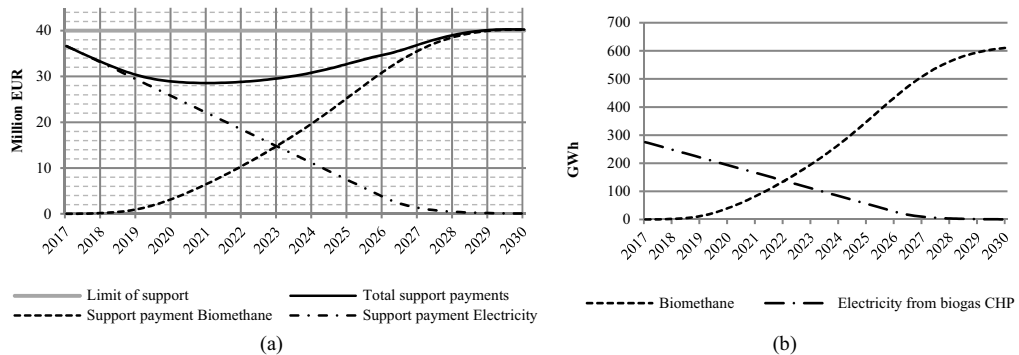 Million EUR
40
30
20
10
0
2017 2018 2019 2020 2021 2022 2023 2024 2025 2026 2027 2028 2029 2030
Limit of support
Total support payments
Support payment Biomethane
Support payment Electricity
(a)
GWh
700
600
500
400
300
200
100
0
2017 2018 2019 2020 2021 2022 2023 2024 2025 2026 2027 2028 2029 2030
Biomethane
Electricity from biogas CHP
(b)